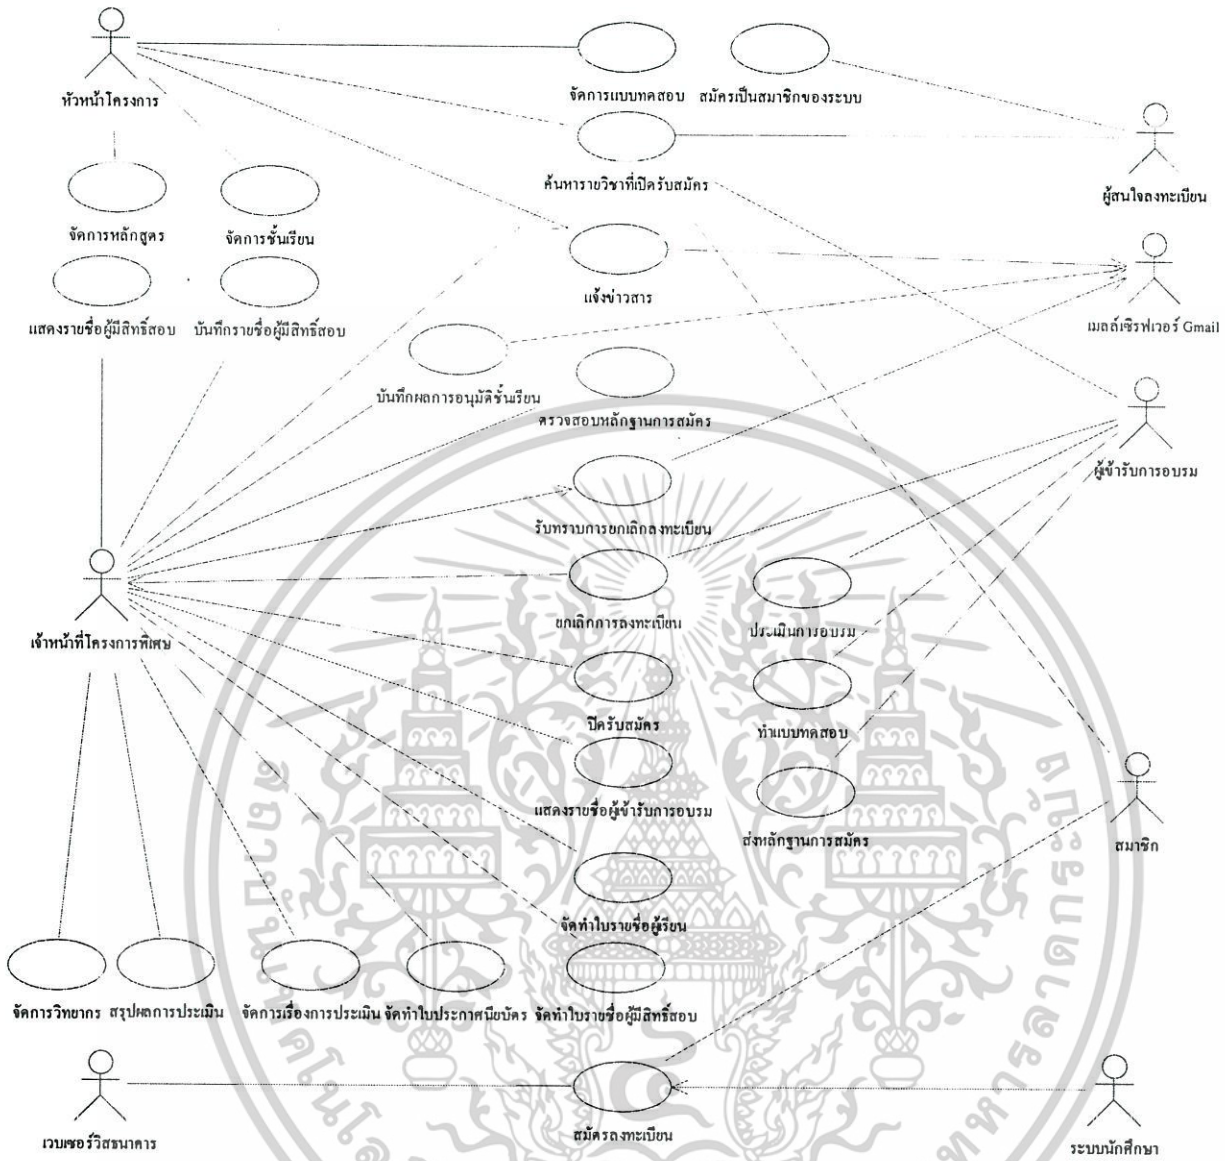 หัวหน้าโครงการ
จัดการแบบทดสอบ
สมัครเป็นสมาชิกของระบบ
ค้นหารายวิชาที่เปิดรับสมัคร
ผู้สนใจลงทะเบียน
จัดการหลักสูตร
จัดการชั้นเรียน
แจ้งข่าวสาร
แสดงรายชื่อผู้มีสิทธิ์สอบ
บันทึกรายชื่อผู้มีสิทธิ์สอบ
เมลล์เซิรฟเวอร์ Gmail
บันทึกผลการอนุมัติชั้นเรียน
ตรวจสอบหลักฐานการสมัคร
ผู้เข้ารับการอบรม
รับทราบการยกเลิกลงทะเบียน
เจ้าหน้าที่โครงการพิเศษ
ยกเลิกการลงทะเบียน
ประเมินการอบรม
ปิดรับสมัคร
ทำแบบทดสอบ
แสดงรายชื่อผู้เข้ารับการอบรม
ส่งหลักฐานการสมัคร
สมาชิก
จัดทำใบรายชื่อผู้เรียน
จัดการวิทยากร
สรุปผลการประเมิน
จัดการเรื่องการประเมิน
จัดทำใบประกาศนียบัตร
จัดทำใบรายชื่อผู้มีสิทธิ์สอบ
เวบเซอร์วิสธนาคาร
สมัครลงทะเบียน
ระบบนักศึกษา